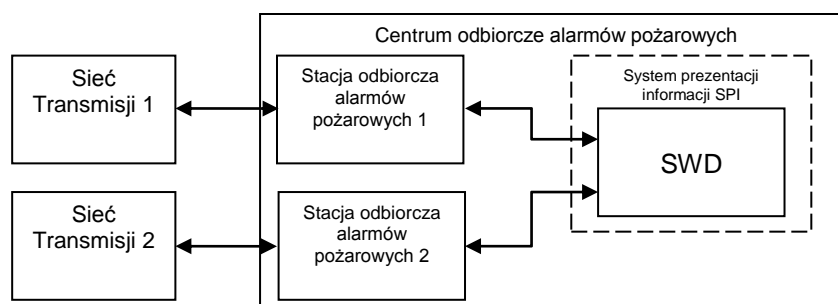 Centrum odbiorcze alarmów pożarowych
Sieć
Transmisji 1
Stacja odbiorcza
alarmów
pożarowych 1
System prezentacji
informacji SPI
SWD
Sieć
Transmisji 2
Stacja odbiorcza
alarmów
pożarowych 2